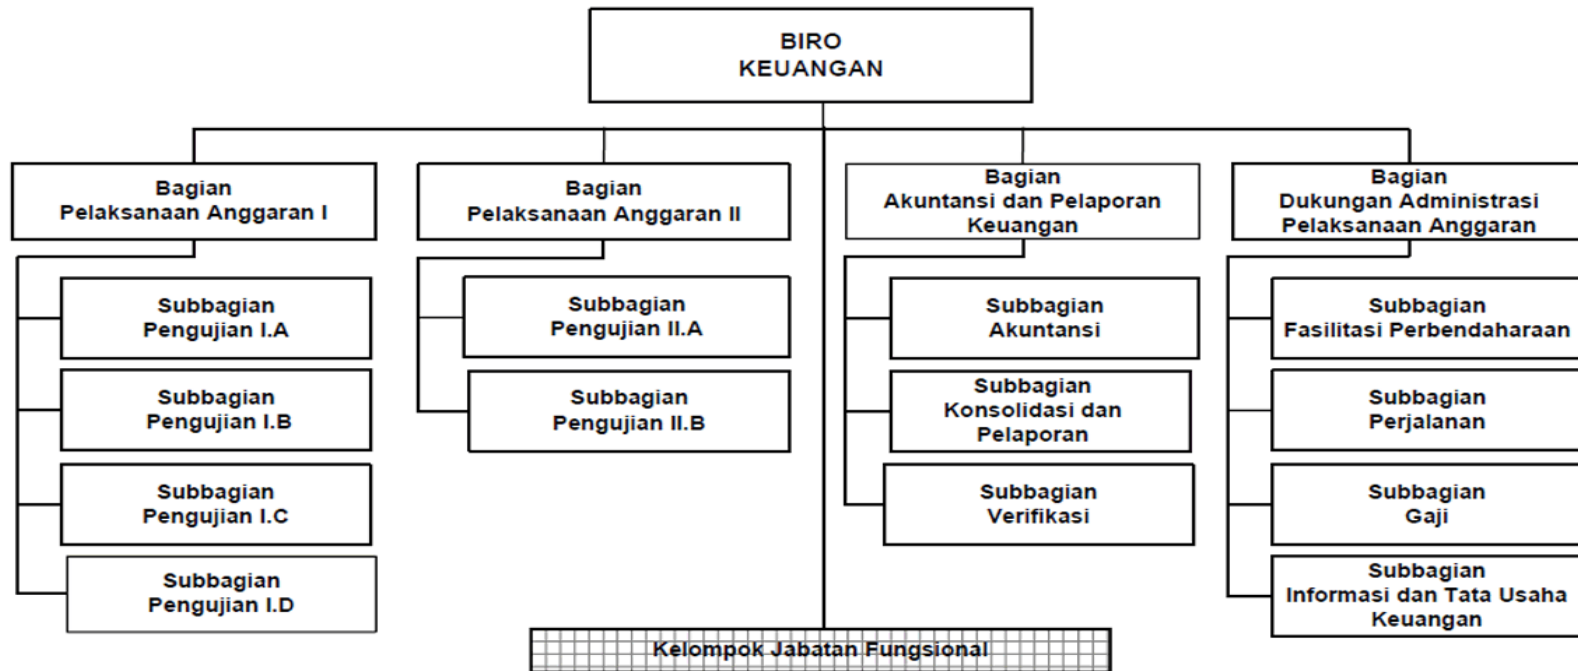 BIRO
KEUANGAN
Bagian
Pelaksanaan Anggaran I
Bagian
Pelaksanaan Anggaran II
Bagian
Akuntansi dan Pelaporan
Keuangan
Bagian
Dukungan Administrasi
Pelaksanaan Anggaran
Subbagian
Pengujian I.A
Subbagian
Pengujian I.B
Subbagian
Pengujian I.C
Subbagian
Pengujian I.D
Subbagian
Pengujian II.A
Subbagian
Pengujian II.B
Subbagian
Akuntansi
Subbagian
Konsolidasi dan
Pelaporan
Subbagian
Verifikasi
Subbagian
Fasilitasi Perbendaharaan
Subbagian
Perjalanan
Subbagian
Gaji
Subbagian
Informasi dan Tata Usaha
Keuangan
Kelompok Jabatan Fungsional